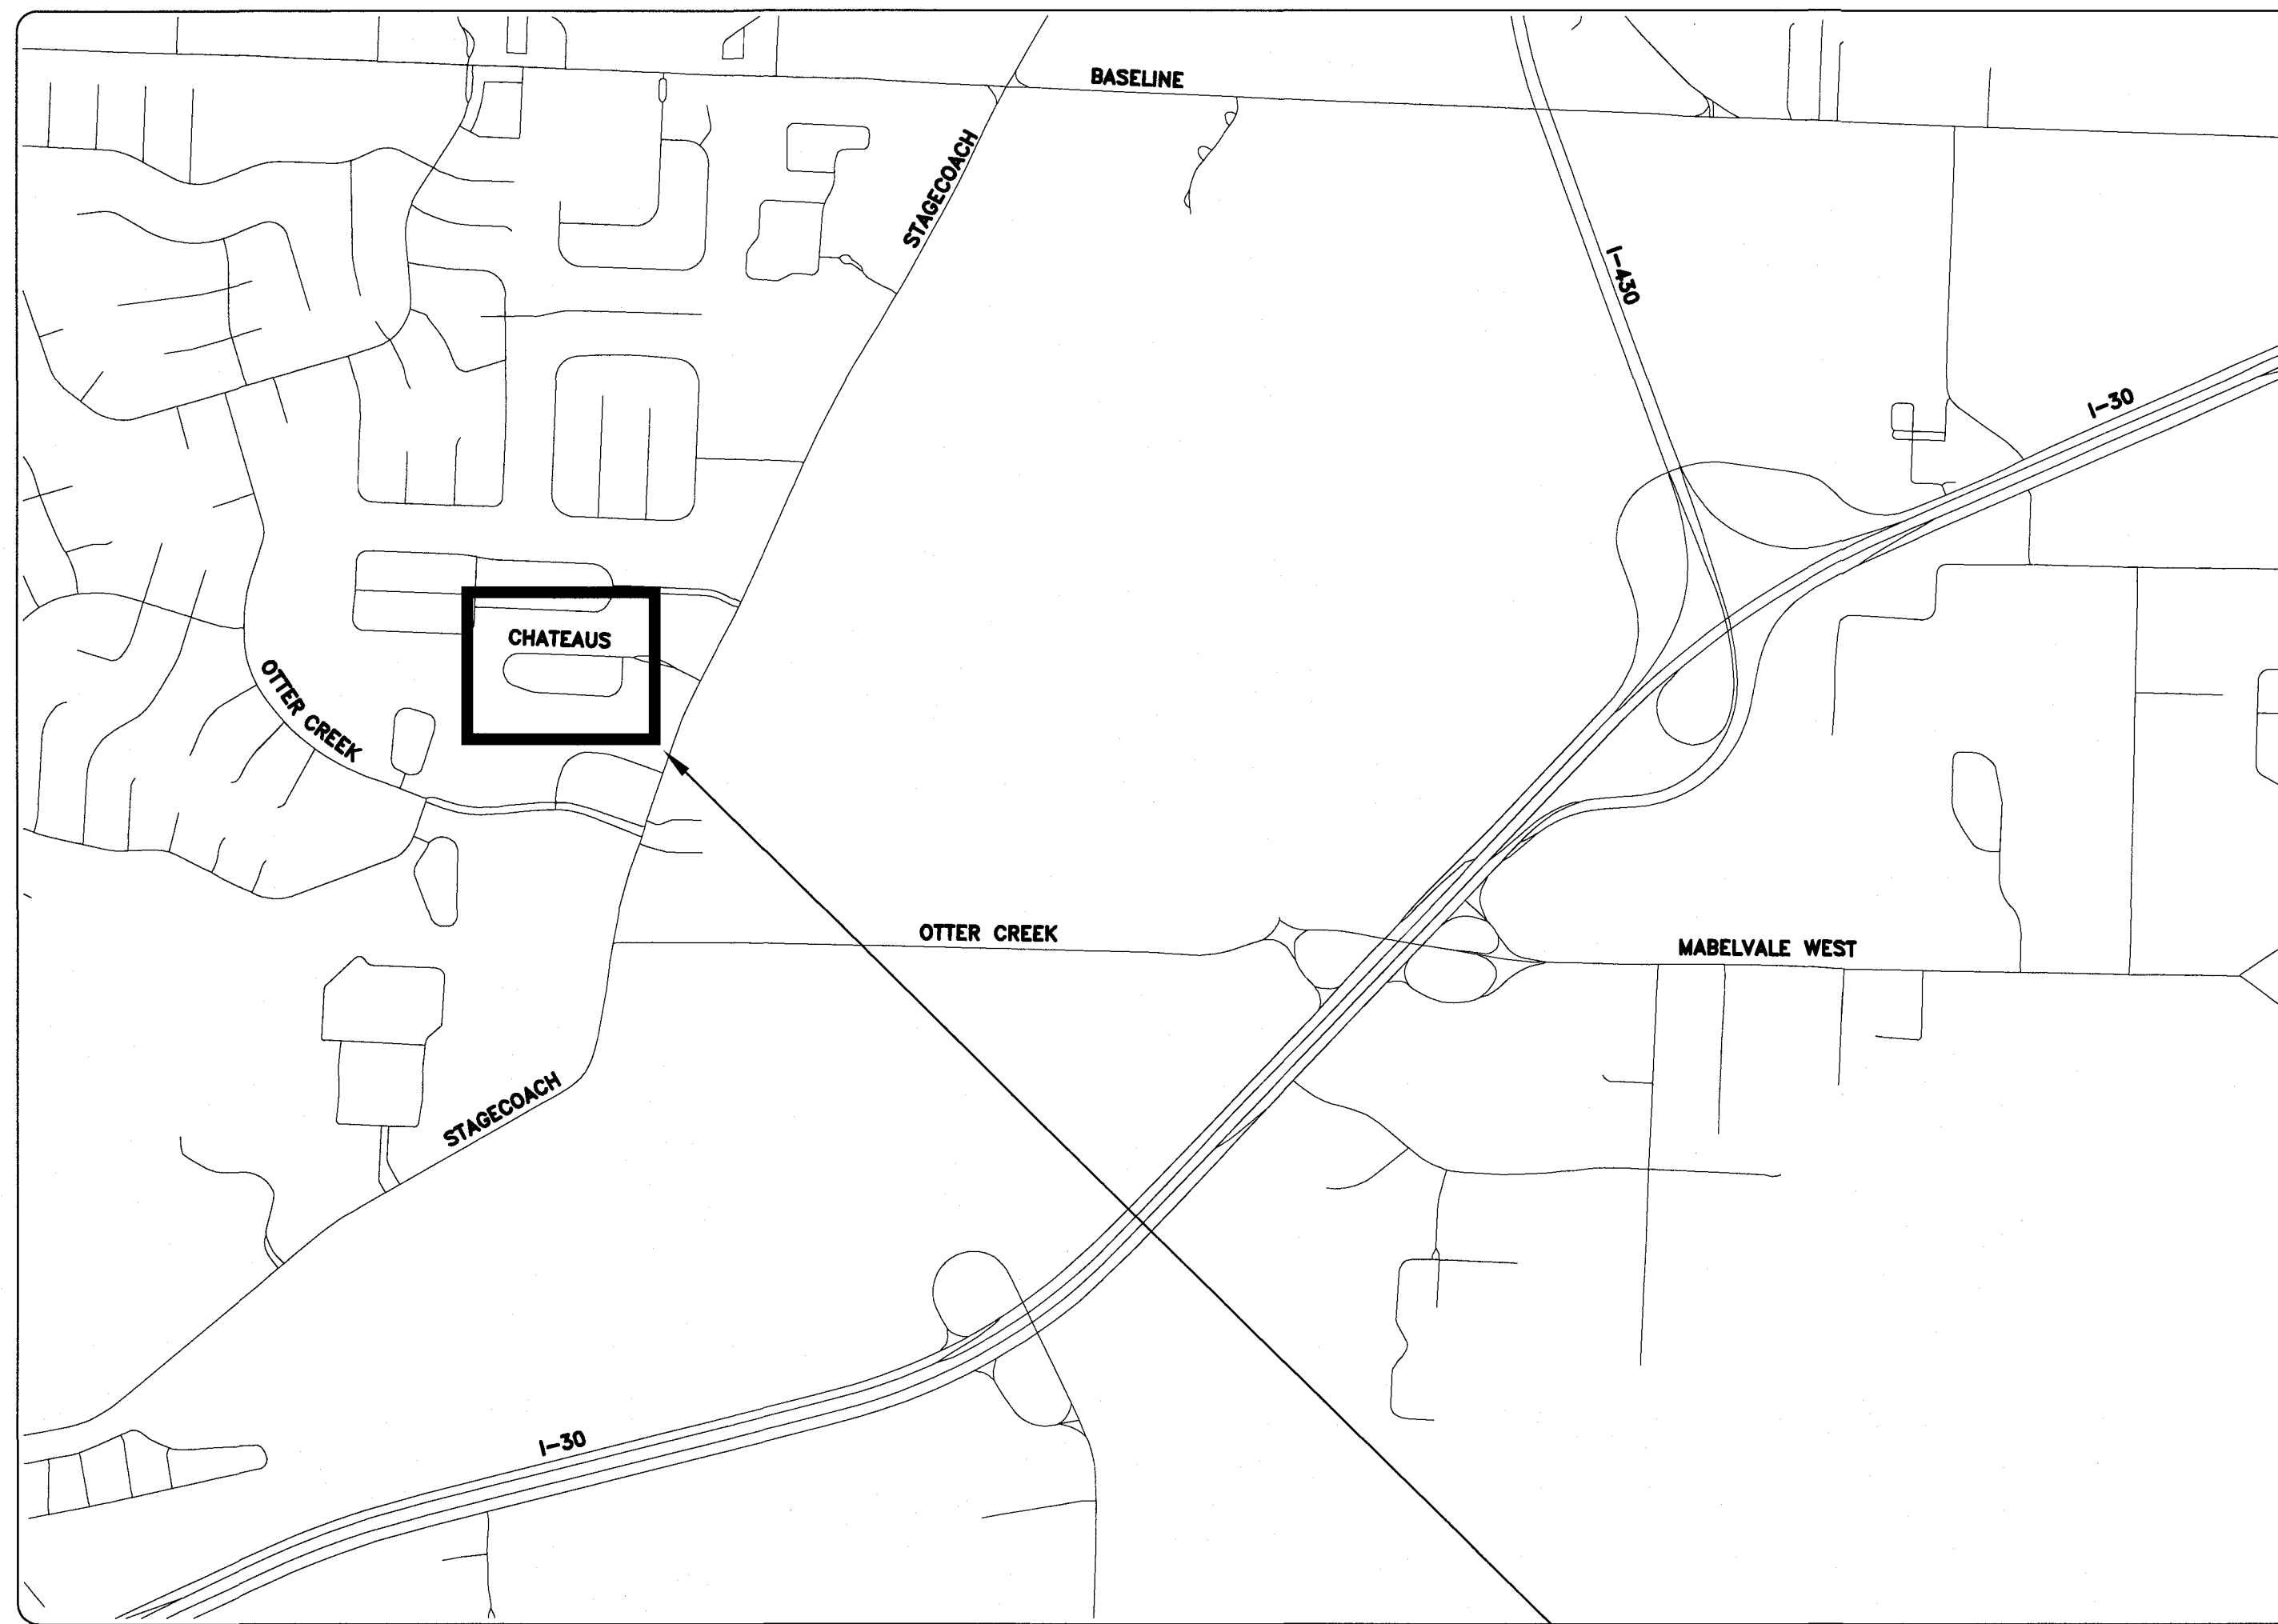 BASELINE
STAGECOACH
I-430
I-30
CHATEAUS
OTTER CREEK
OTTER CREEK
MABELVALE WEST
STAGECOACH
I-30